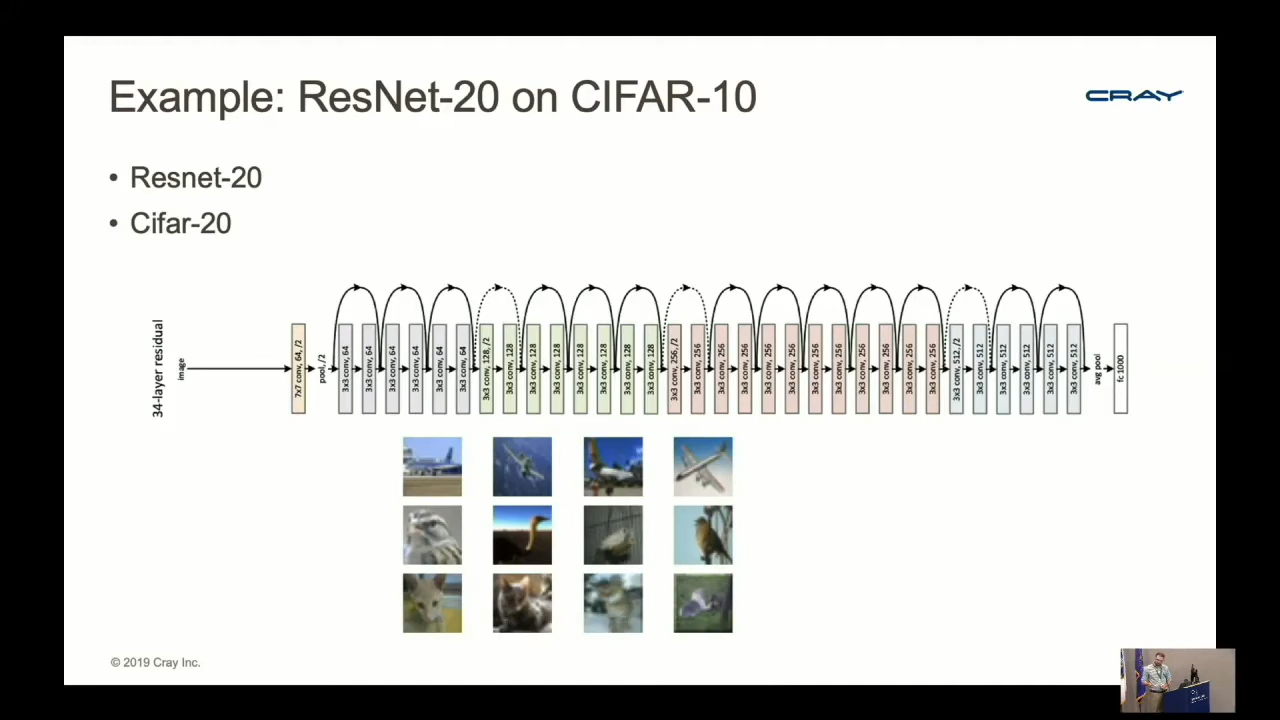 Example: ResNet-20 on CIFAR-10
CRAY
• Resnet-20
• Cifar-20
34-layer residual
image
7x7 conv, 64, /2
pool, /2
3x3 conv, 64
3x3 conv, 64
3x3 conv, 64
3x3 conv, 64
3x3 conv, 64
3x3 conv, 64
3x3 conv, 128, /2
3x3 conv, 128
3x3 conv, 128
3x3 conv, 128
3x3 conv, 128
3x3 conv, 128
3x3 conv, 128
3x3 conv, 128
3x3 conv, 256, /2
3x3 conv, 256
3x3 conv, 256
3x3 conv, 256
3x3 conv, 256
3x3 conv, 256
3x3 conv, 256
3x3 conv, 256
3x3 conv, 256
3x3 conv, 256
3x3 conv, 256
3x3 conv, 256
3x3 conv, 512, /2
3x3 conv, 512
3x3 conv, 512
3x3 conv, 512
3x3 conv, 512
3x3 conv, 512
avg pool
fc 1000
© 2019 Cray Inc.